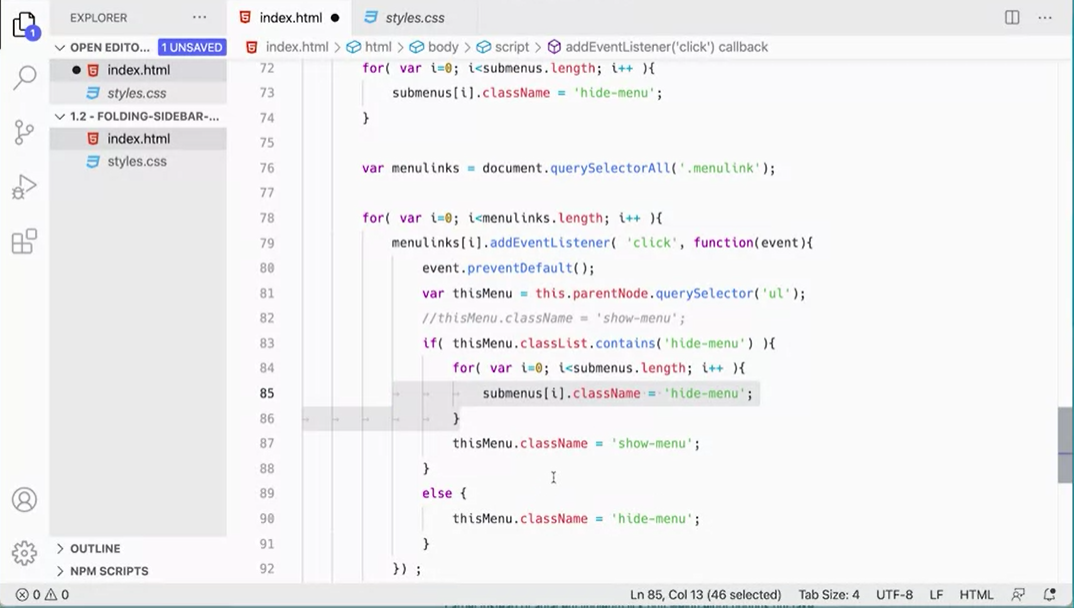 EXPLORER
index.html
styles.css
1
OPEN EDITO... 1 UNSAVED
index.html > html > body > script > addEventListener('click') callback
index.html
styles.css
1.2 - FOLDING-SIDEBAR-...
index.html
styles.css
OUTLINE
NPM SCRIPTS
72 for( var i=0; i<submenus.length; i++ ){
73 submenus[i].className = 'hide-menu';
74 }
75
76 var menulinks = document.querySelectorAll('.menulink');
77
78 for( var i=0; i<menulinks.length; i++ ){
79 menulinks[i].addEventListener( 'click', function(event){
80 event.preventDefault();
81 var thisMenu = this.parentNode.querySelector('ul');
82 //thisMenu.className = 'show-menu';
83 if( thisMenu.classList.contains('hide-menu') ){
84 for( var i=0; i<submenus.length; i++ ){
85 submenus[i].className = 'hide-menu';
86 }
87 thisMenu.className = 'show-menu';
88 }
89 else {
90 thisMenu.className = 'hide-menu';
91 }
92 }) ;
0 0 Ln 85, Col 13 (46 selected) Tab Size: 4 UTF-8 LF HTML